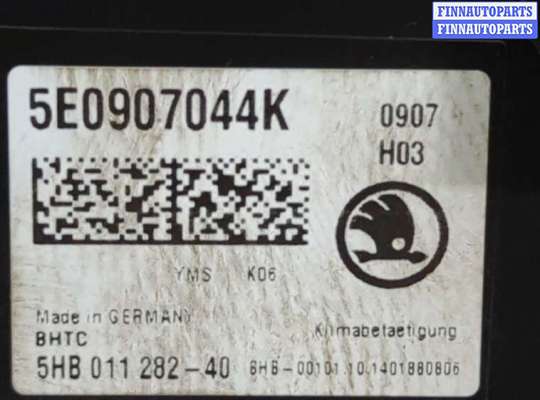 FINNAUTOPARTS
FINNAUTOPARTS
5E0907044K 0907
H03
YMS K06
Made in GERMANY
BHTC Klimabetaetigung
5HB 011 282-40 6HB-00101.10.1401880806